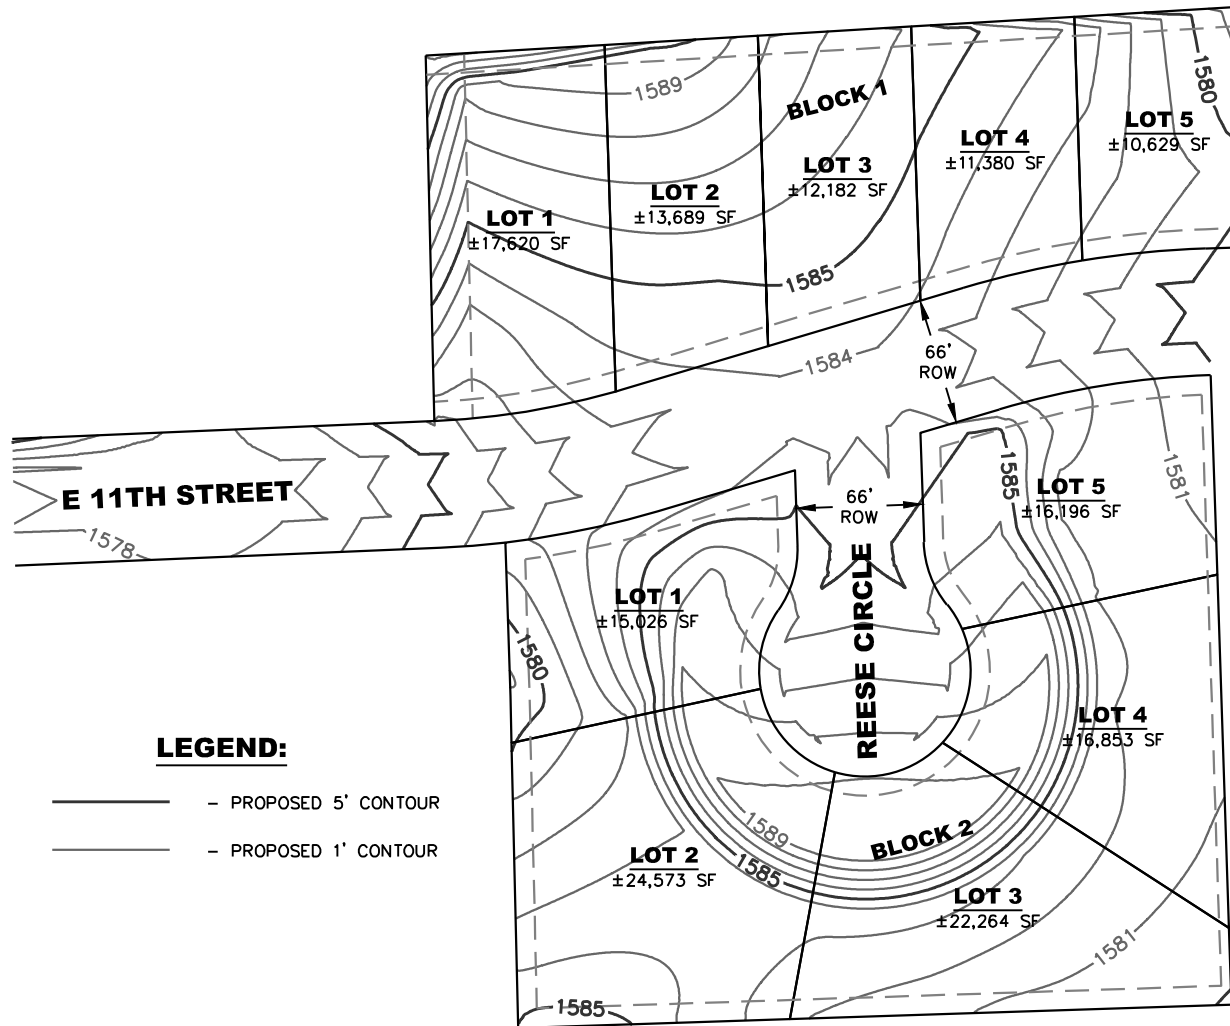 1589
BLOCK 1
1580
LOT 5
±10,629 SF
LOT 4
±11,380 SF
LOT 3
±12,182 SF
LOT 2
±13,689 SF
LOT 1
±17,620 SF
1585
1584
66'
ROW
E 11TH STREET
1578
66'
ROW
1585
LOT 5
±16,196 SF
1581
LOT 1
±15,026 SF
1580
REESE CIRCLE
LOT 4
±16,853 SF
LEGEND:
- PROPOSED 5' CONTOUR
- PROPOSED 1' CONTOUR
1589
BLOCK 2
LOT 2
±24,573 SF
1585
LOT 3
±22,264 SF
1581
1585